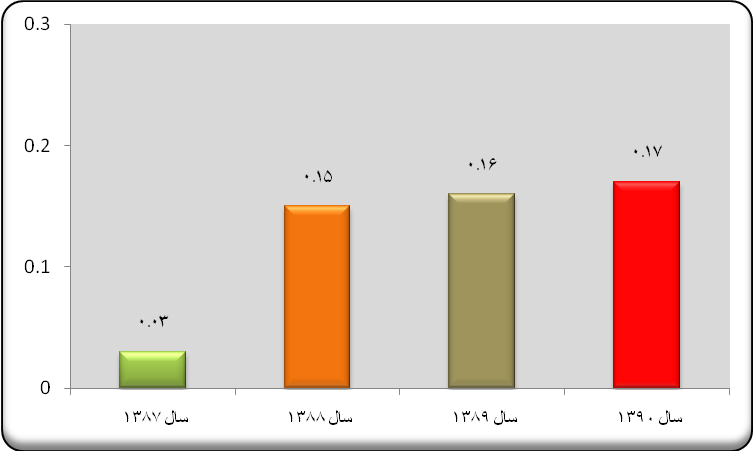 0.3
0.2
0.1
0
۰.۰۳
۰.۱۵
۰.۱۶
۰.۱۷
سال ۱۳۸۷
سال ۱۳۸۸
سال ۱۳۸۹
سال ۱۳۹۰